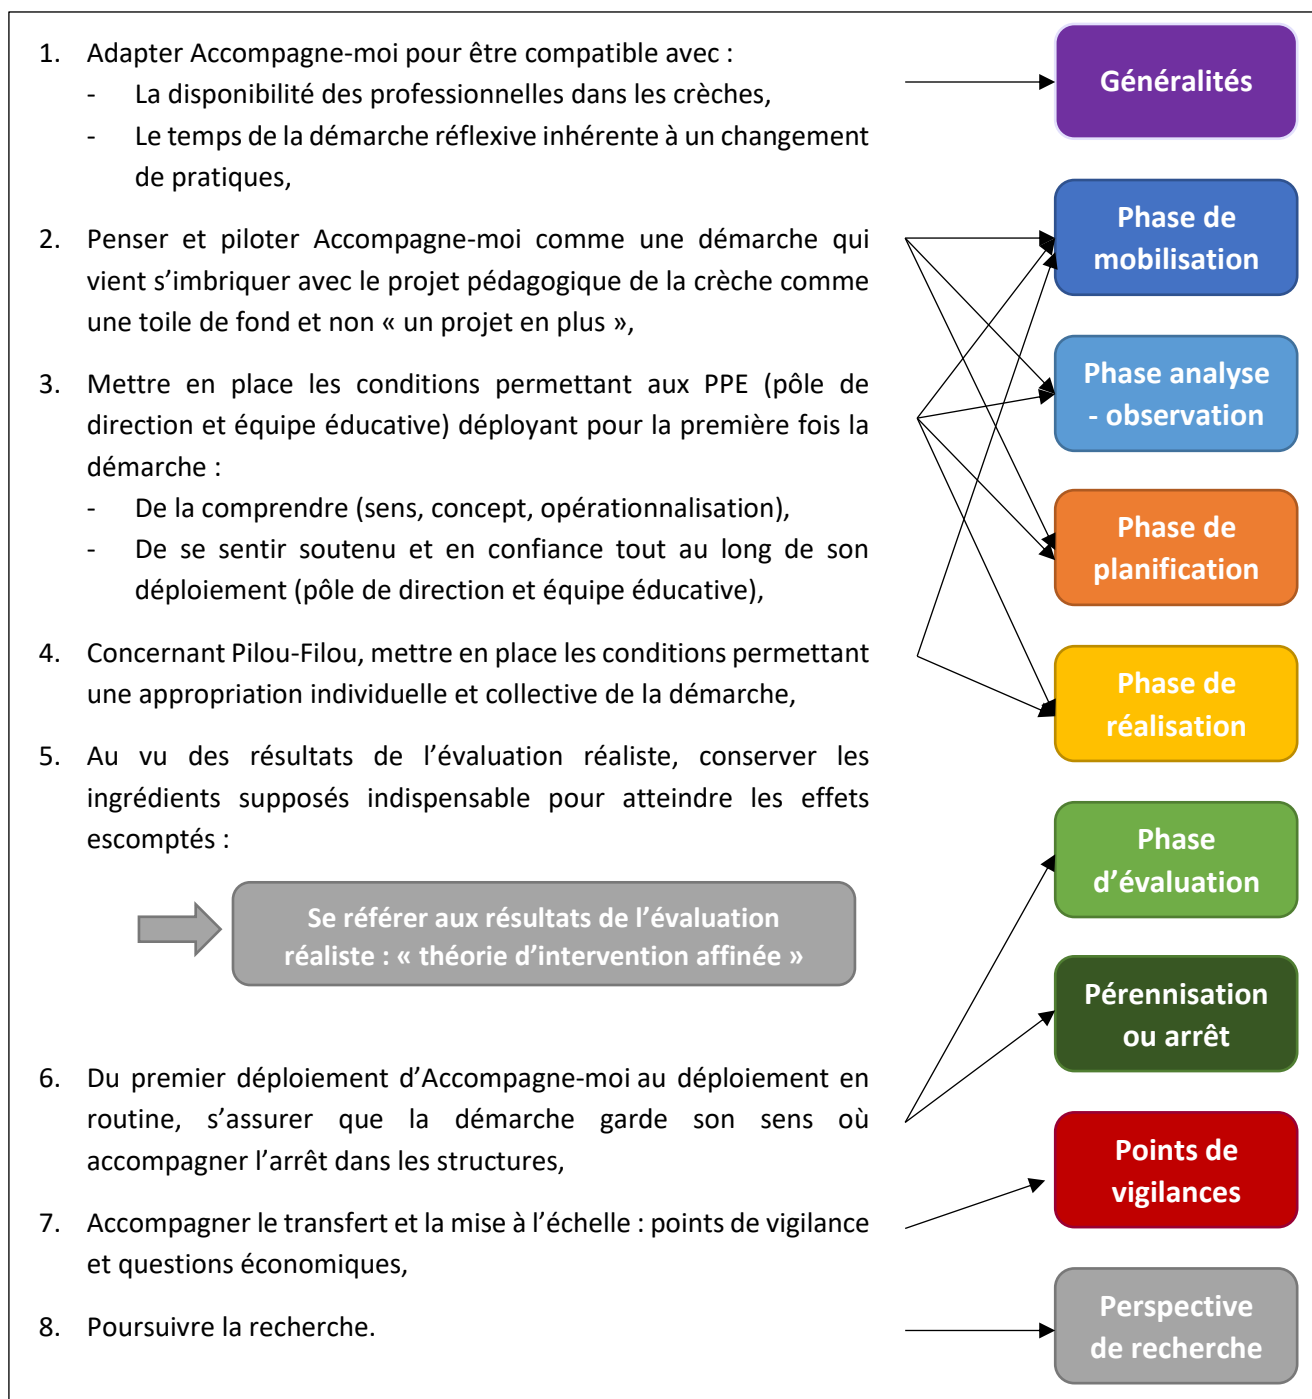 1. Adapter Accompagne-moi pour être compatible avec :
- La disponibilité des professionnelles dans les crèches,
- Le temps de la démarche réflexive inhérente à un changement
de pratiques,
2. Penser et piloter Accompagne-moi comme une démarche qui
vient s’imbriquer avec le projet pédagogique de la crèche comme
une toile de fond et non « un projet en plus »,
3. Mettre en place les conditions permettant aux PPE (pôle de
direction et équipe éducative) déployant pour la première fois la
démarche :
- De la comprendre (sens, concept, opérationnalisation),
- De se sentir soutenu et en confiance tout au long de son
déploiement (pôle de direction et équipe éducative),
4. Concernant Pilou-Filou, mettre en place les conditions permettant
une appropriation individuelle et collective de la démarche,
5. Au vu des résultats de l’évaluation réaliste, conserver les
ingrédients supposés indispensable pour atteindre les effets
escomptés :
Se référer aux résultats de l’évaluation
réaliste : « théorie d’intervention affinée »
6. Du premier déploiement d’Accompagne-moi au déploiement en
routine, s’assurer que la démarche garde son sens où
accompagner l’arrêt dans les structures,
7. Accompagner le transfert et la mise à l’échelle : points de vigilance
et questions économiques,
8. Poursuivre la recherche.
Généralités
Phase de
mobilisation
Phase analyse
- observation
Phase de
planification
Phase de
réalisation
Phase
d’évaluation
Pérennisation
ou arrêt
Points de
vigilances
Perspective
de recherche